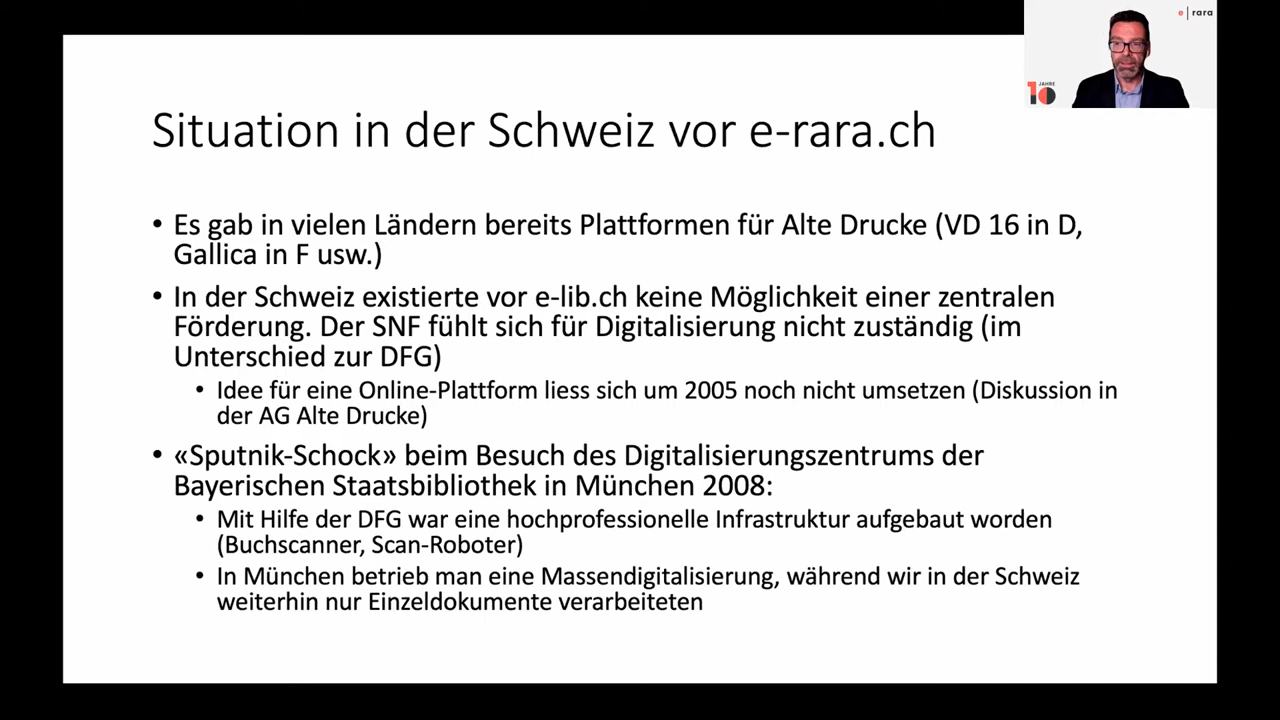 e | rara
10 JAHRE
Situation in der Schweiz vor e-rara.ch
• Es gab in vielen Ländern bereits Plattformen für Alte Drucke (VD 16 in D,
Gallica in F usw.)
• In der Schweiz existierte vor e-lib.ch keine Möglichkeit einer zentralen
Förderung. Der SNF fühlt sich für Digitalisierung nicht zuständig (im
Unterschied zur DFG)
• Idee für eine Online-Plattform liess sich um 2005 noch nicht umsetzen (Diskussion in
der AG Alte Drucke)
• «Sputnik-Schock» beim Besuch des Digitalisierungszentrums der
Bayerischen Staatsbibliothek in München 2008:
• Mit Hilfe der DFG war eine hochprofessionelle Infrastruktur aufgebaut worden
(Buchscanner, Scan-Roboter)
• In München betrieb man eine Massendigitalisierung, während wir in der Schweiz
weiterhin nur Einzeldokumente verarbeiteten